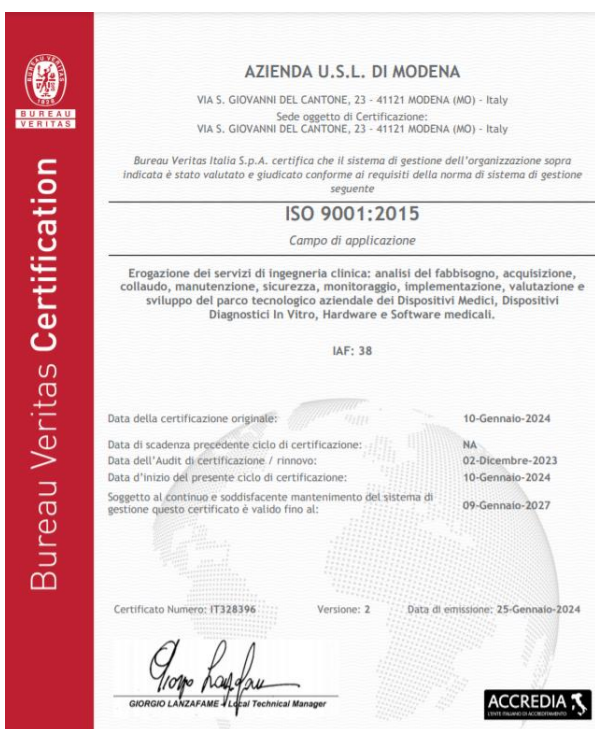 BUREAU VERITAS
1828
BUREAU
VERITAS
Bureau Veritas Certification
AZIENDA U.S.L. DI MODENA
VIA S. GIOVANNI DEL CANTONE, 23 - 41121 MODENA (MO) - Italy
Sede oggetto di Certificazione:
VIA S. GIOVANNI DEL CANTONE, 23 - 41121 MODENA (MO) - Italy
Bureau Veritas Italia S.p.A. certifica che il sistema di gestione dell'organizzazione sopra
indicata è stato valutato e giudicato conforme ai requisiti della norma di sistema di gestione
seguente
ISO 9001:2015
Campo di applicazione
Erogazione dei servizi di ingegneria clinica: analisi del fabbisogno, acquisizione,
collaudo, manutenzione, sicurezza, monitoraggio, implementazione, valutazione e
sviluppo del parco tecnologico aziendale dei Dispositivi Medici, Dispositivi
Diagnostici In Vitro, Hardware e Software medicali.
IAF: 38
Data della certificazione originale: 10-Gennaio-2024
Data di scadenza precedente ciclo di certificazione: NA
Data dell'Audit di certificazione / rinnovo: 02-Dicembre-2023
Data d'inizio del presente ciclo di certificazione: 10-Gennaio-2024
Soggetto al continuo e soddisfacente mantenimento del sistema di
gestione questo certificato è valido fino al: 09-Gennaio-2027
Certificato Numero: IT328396 Versione: 2 Data di emissione: 25-Gennaio-2024
Giorgio Lanzafame
GIORGIO LANZAFAME - Local Technical Manager
ACCREDIA
L'ENTE ITALIANO DI ACCREDITAMENTO